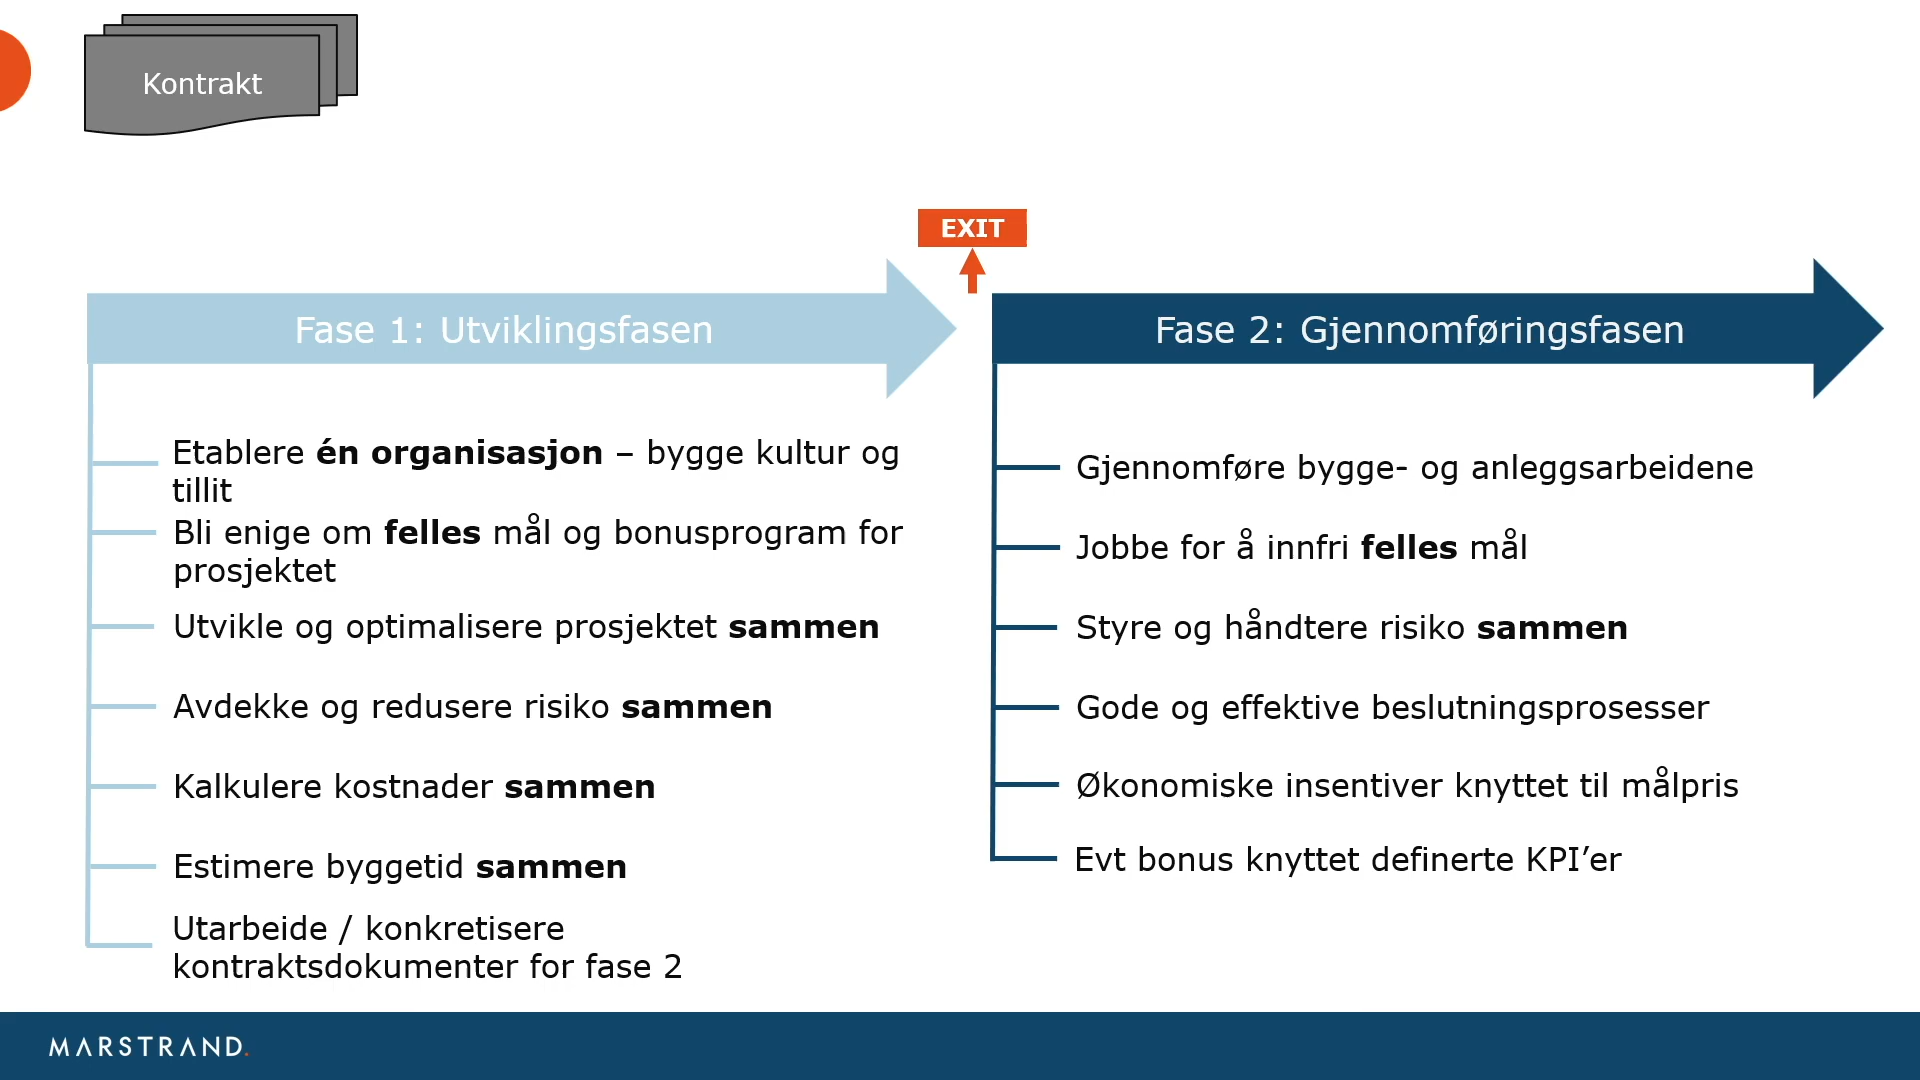 Kontrakt
EXIT
Fase 1: Utviklingsfasen
Etablere én organisasjon – bygge kultur og
tillit
Bli enige om felles mål og bonusprogram for
prosjektet
Utvikle og optimalisere prosjektet sammen
Avdekke og redusere risiko sammen
Kalkulere kostnader sammen
Estimere byggetid sammen
Utarbeide / konkretisere
kontraktsdokumenter for fase 2
Fase 2: Gjennomføringsfasen
Gjennomføre bygge- og anleggsarbeidene
Jobbe for å innfri felles mål
Styre og håndtere risiko sammen
Gode og effektive beslutningsprosesser
Økonomiske insentiver knyttet til målpris
Evt bonus knyttet definerte KPI’er
MARSTRAND.